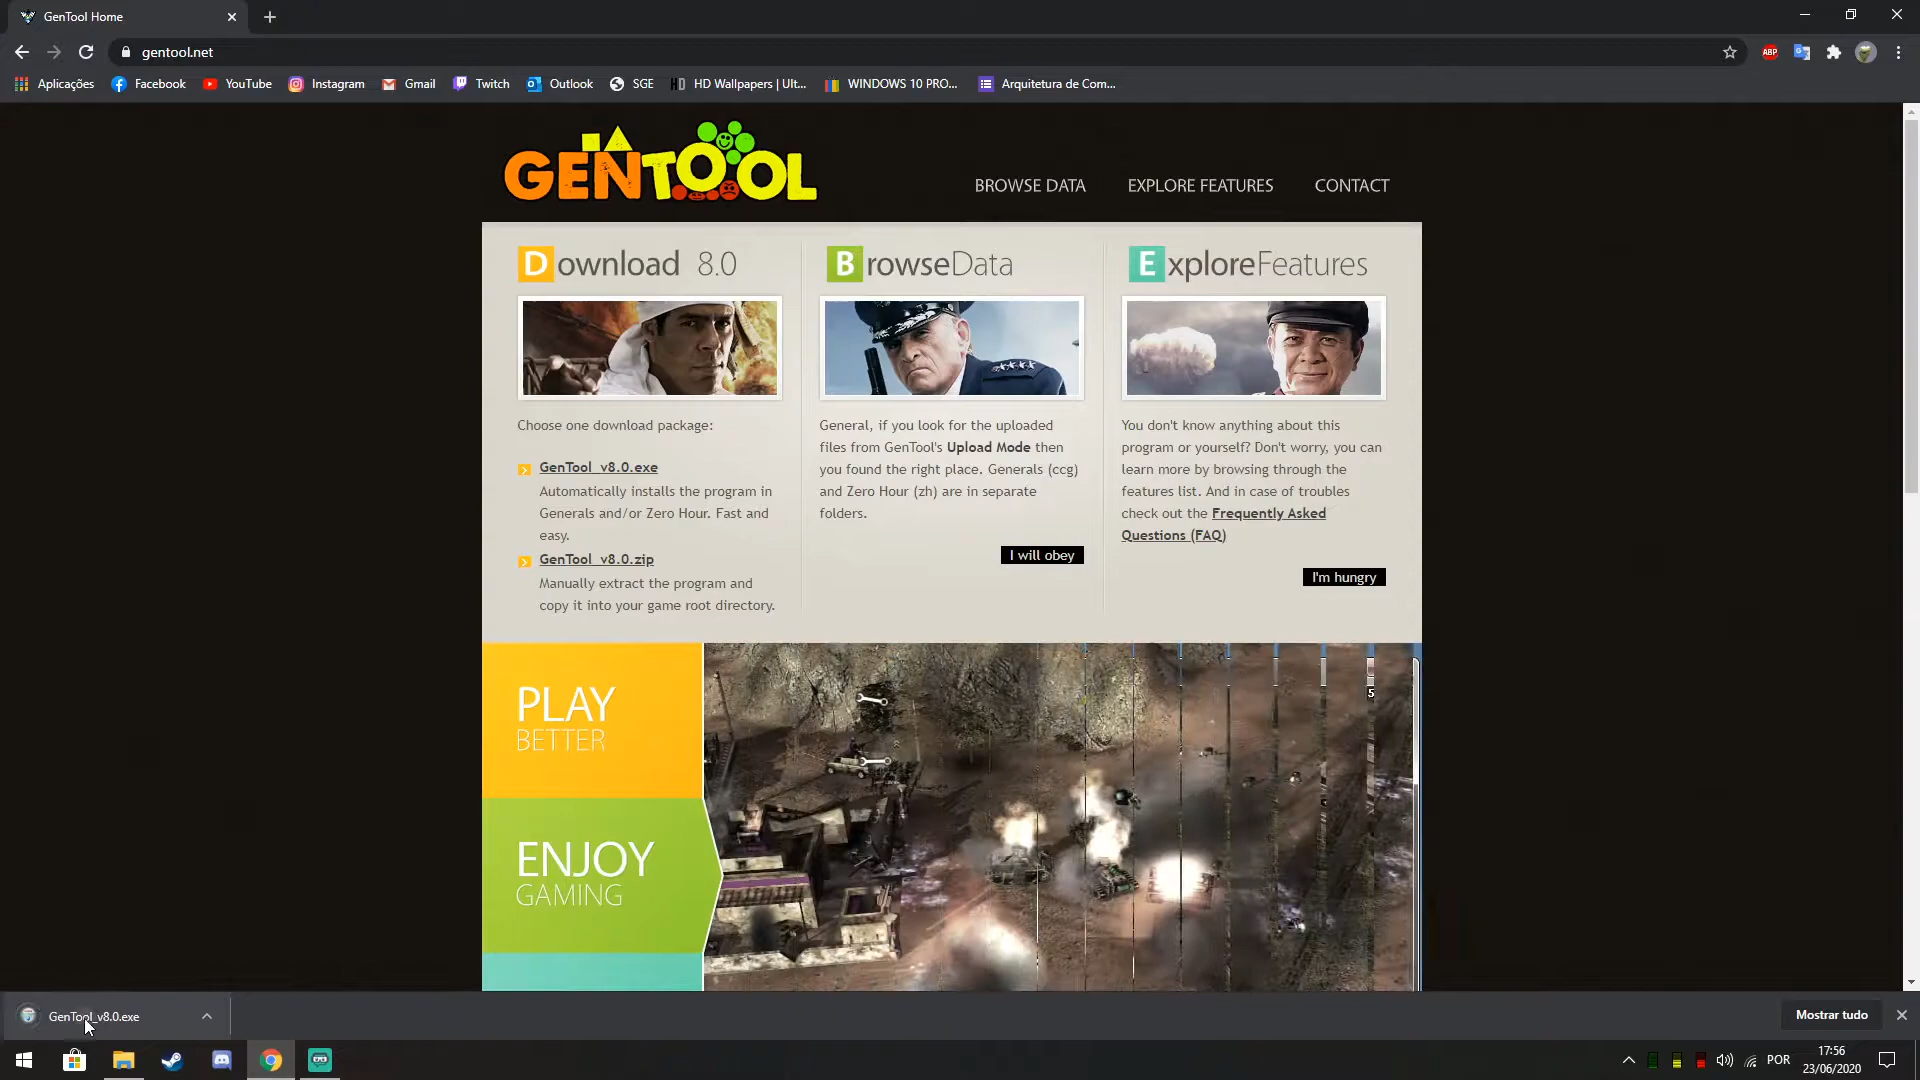 GenTool Home
gentool.net
Aplicações
Facebook
YouTube
Instagram
Gmail
Twitch
Outlook
SGE
HD Wallpapers | Ult...
WINDOWS 10 PRO...
Arquitetura de Com...
GENTOOL
BROWSE DATA
EXPLORE FEATURES
CONTACT
Download 8.0
Choose one download package:
GenTool_v8.0.exe
Automatically installs the program in
Generals and/or Zero Hour. Fast and
easy.
GenTool_v8.0.zip
Manually extract the program and
copy it into your game root directory.
BrowseData
General, if you look for the uploaded
files from GenTool's Upload Mode then
you found the right place. Generals (ccg)
and Zero Hour (zh) are in separate
folders.
I will obey
ExploreFeatures
You don't know anything about this
program or yourself? Don't worry, you can
learn more by browsing through the
features list. And in case of troubles
check out the Frequently Asked
Questions (FAQ)
I'm hungry
PLAY
BETTER
ENJOY
GAMING
5
GenTool_v8.0.exe
Mostrar tudo
POR
17:56
23/06/2020
ABP